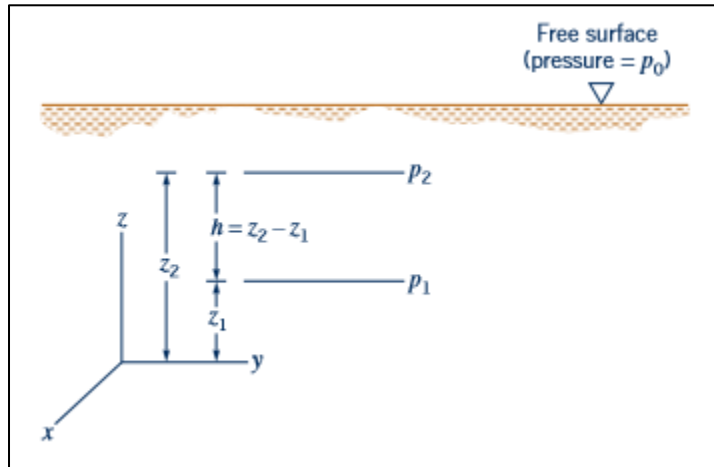 Free surface
(pressure = p₀)
p₂
z
h = z₂ − z₁
z₂
p₁
z₁
y
x